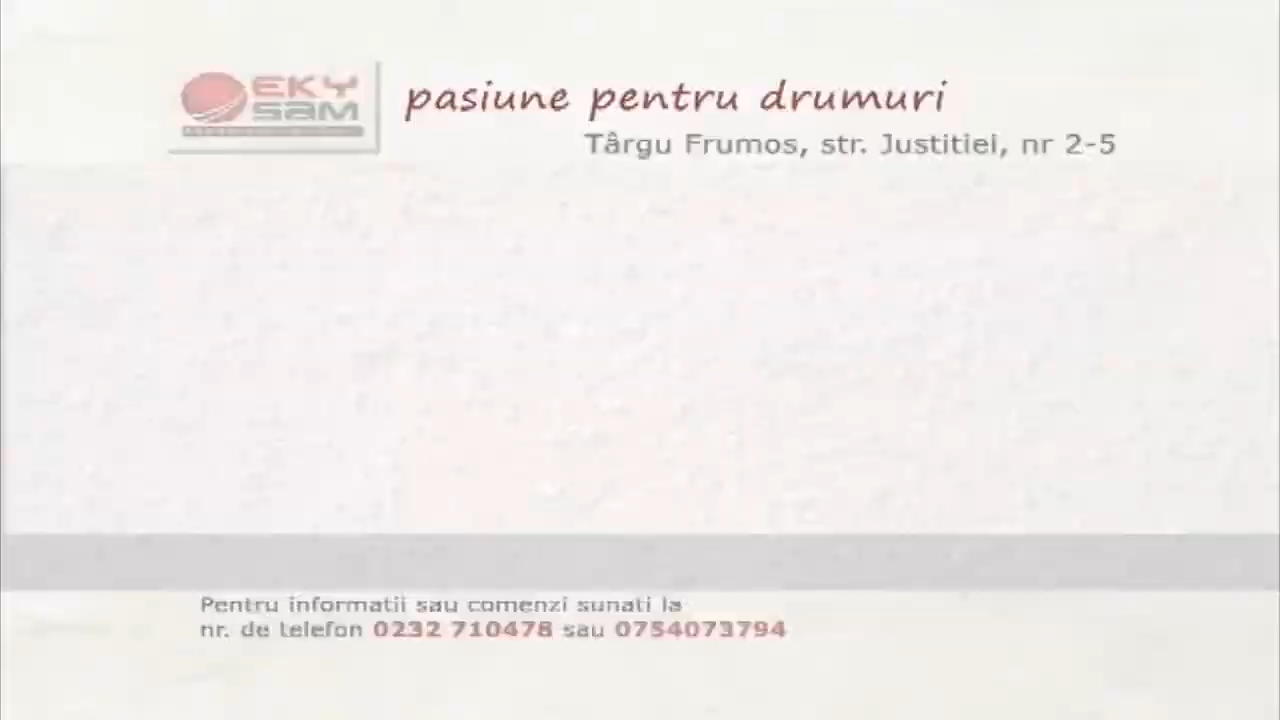 EKY
SAM
pasiune pentru drumuri
Târgu Frumos, str. Justitiei, nr 2-5
Pentru informatii sau comenzi sunati la
nr. de telefon 0232 710478 sau 0754073794